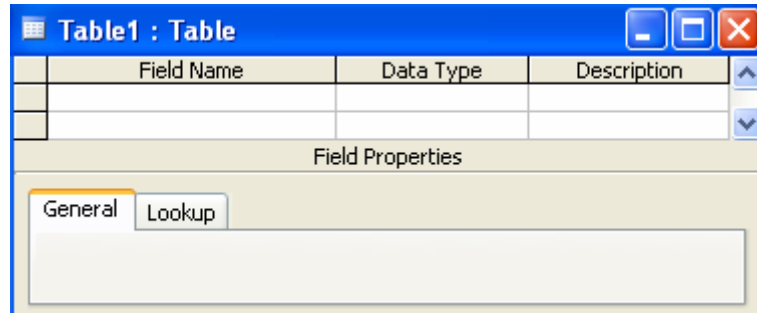 Table1 : Table
Field Name Data Type Description
Field Properties
General Lookup